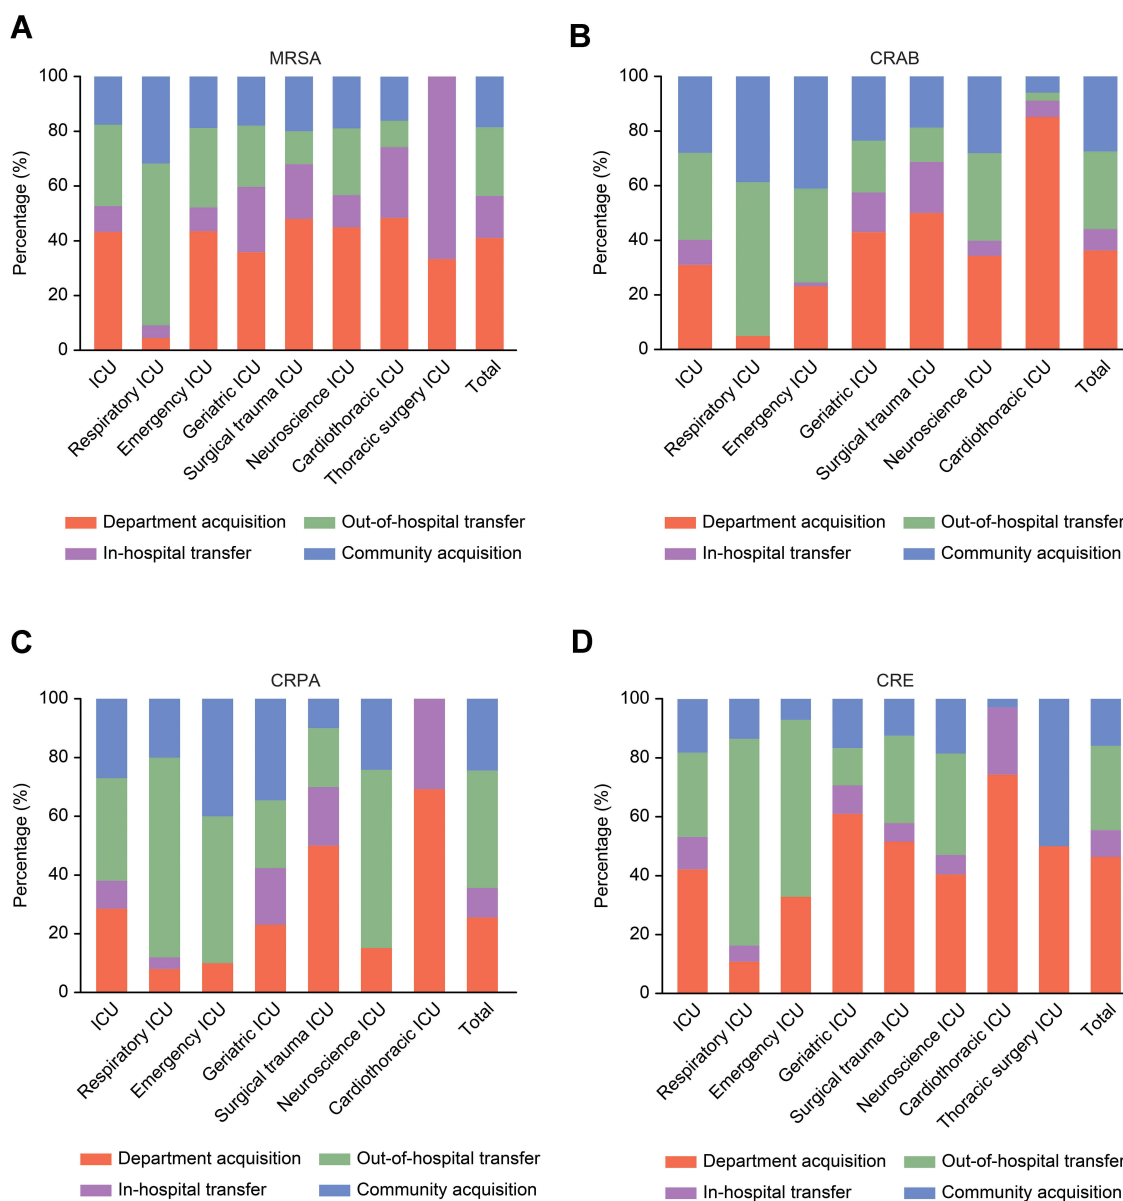 A
MRSA
Percentage (%)
100
80
60
40
20
0
ICU
Respiratory ICU
Emergency ICU
Geriatric ICU
Surgical trauma ICU
Neuroscience ICU
Cardiothoracic ICU
Thoracic surgery ICU
Total
Department acquisition
Out-of-hospital transfer
In-hospital transfer
Community acquisition
B
CRAB
Percentage (%)
100
80
60
40
20
0
ICU
Respiratory ICU
Emergency ICU
Geriatric ICU
Surgical trauma ICU
Neuroscience ICU
Cardiothoracic ICU
Total
Department acquisition
Out-of-hospital transfer
In-hospital transfer
Community acquisition
C
CRPA
Percentage (%)
100
80
60
40
20
0
ICU
Respiratory ICU
Emergency ICU
Geriatric ICU
Surgical trauma ICU
Neuroscience ICU
Cardiothoracic ICU
Total
Department acquisition
Out-of-hospital transfer
In-hospital transfer
Community acquisition
D
CRE
Percentage (%)
100
80
60
40
20
0
ICU
Respiratory ICU
Emergency ICU
Geriatric ICU
Surgical trauma ICU
Neuroscience ICU
Cardiothoracic ICU
Thoracic surgery ICU
Total
Department acquisition
Out-of-hospital transfer
In-hospital transfer
Community acquisition